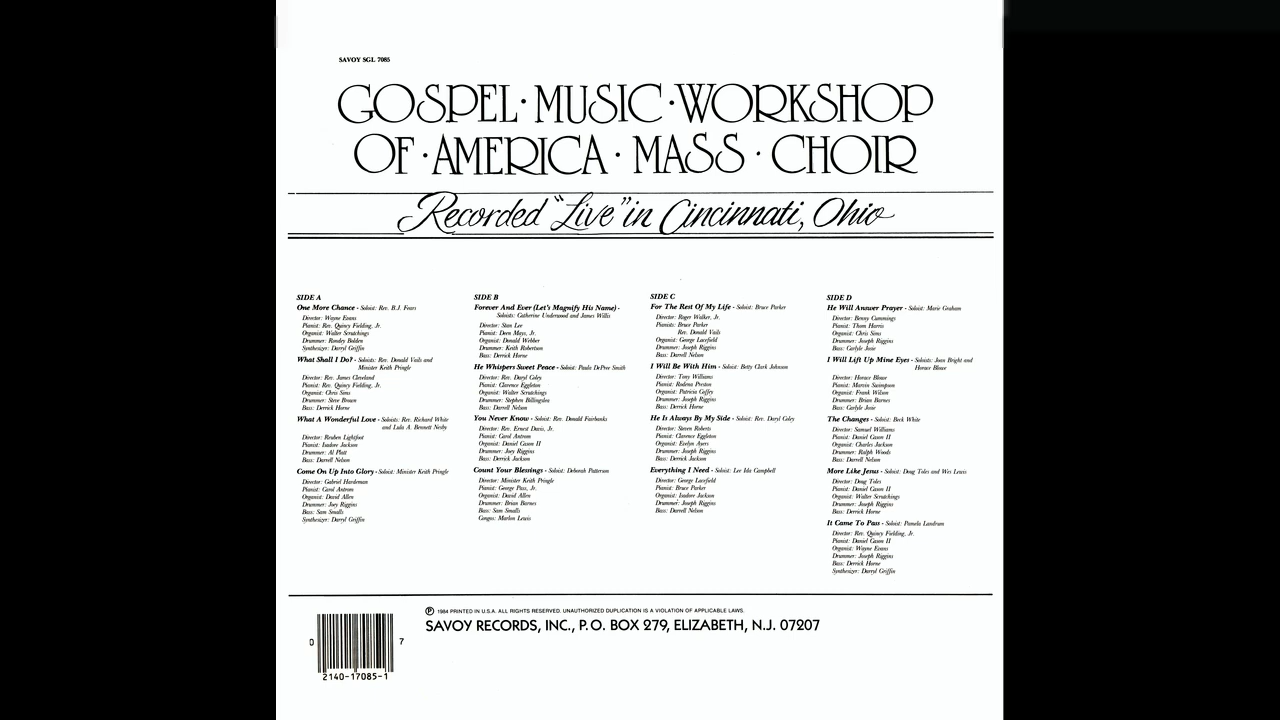 SAVOY SGL 7085
GOSPEL · MUSIC · WORKSHOP
OF · AMERICA · MASS · CHOIR
Recorded "Live" in Cincinnati, Ohio
SIDE A
One More Chance - Soloist: Rev. B.J. Fears
Director: Wayne Evans
Pianist: Rev. Quincy Fielding, Jr.
Organist: Walter Scrutchings
Drummer: Rondey Bolden
Synthesizer: Darryl Griffin
What Shall I Do? - Soloists: Rev. Donald Vails and
Minister Keith Pringle
Director: Rev. James Cleveland
Pianist: Rev. Quincy Fielding, Jr.
Organist: Chris Sims
Drummer: Steve Brown
Bass: Derrick Horne
What A Wonderful Love - Soloists: Rev. Richard White
and Lula A. Bennett Nesby
Director: Reuben Lightfoot
Pianist: Isadore Jackson
Drummer: Al Platt
Bass: Darrell Nelson
Come On Up Into Glory - Soloist: Minister Keith Pringle
Director: Gabriel Hardeman
Pianist: Carol Antrom
Organist: David Allen
Drummer: Joey Riggins
Bass: Sam Smalls
Synthesizer: Darryl Griffin
SIDE B
Forever And Ever (Let's Magnify His Name) -
Soloists: Catherine Underwood and James Willis
Director: Stan Lee
Pianist: Deen Mays, Jr.
Organist: Donald Webber
Drummer: Keith Robertson
Bass: Derrick Horne
He Whispers Sweet Peace - Soloist: Paula DePree Smith
Director: Rev. Daryl Coley
Pianist: Clarence Eggleton
Organist: Walter Scrutchings
Drummer: Stephen Billingslea
Bass: Darrell Nelson
You Never Know - Soloist: Rev. Donald Fairbanks
Director: Rev. Ernest Davis, Jr.
Pianist: Carol Antrom
Organist: Daniel Cason II
Drummer: Joey Riggins
Bass: Derrick Jackson
Count Your Blessings - Soloist: Deborah Patterson
Director: Minister Keith Pringle
Pianist: George Pass, Jr.
Organist: David Allen
Drummer: Brian Barnes
Bass: Sam Smalls
Congas: Marlon Lewis
SIDE C
For The Rest Of My Life - Soloist: Bruce Parker
Director: Roger Walker, Jr.
Pianists: Bruce Parker
Rev. Donald Vails
Organist: George Lacefield
Drummer: Joseph Riggins
Bass: Darrell Nelson
I Will Be With Him - Soloist: Betty Clark Johnson
Director: Tony Williams
Pianist: Rodena Preston
Organist: Patricia Coffey
Drummer: Joseph Riggins
Bass: Derrick Horne
He Is Always By My Side - Soloist: Rev. Daryl Coley
Director: Steven Roberts
Pianist: Clarence Eggleton
Organist: Evelyn Ayers
Drummer: Joseph Riggins
Bass: Derrick Jackson
Everything I Need - Soloist: Lee Ida Campbell
Director: George Lacefield
Pianist: Bruce Parker
Organist: Isadore Jackson
Drummer: Joseph Riggins
Bass: Darrell Nelson
SIDE D
He Will Answer Prayer - Soloist: Marie Graham
Director: Benny Cummings
Pianist: Thom Harris
Organist: Chris Sims
Drummer: Joseph Riggins
Bass: Carlyle Josie
I Will Lift Up Mine Eyes - Soloists: Joan Bright and
Horace Blowe
Director: Horace Blowe
Pianist: Marvin Swimpson
Organist: Frank Wilson
Drummer: Brian Barnes
Bass: Carlyle Josie
The Changes - Soloist: Beck White
Director: Samuel Williams
Pianist: Daniel Cason II
Organist: Charles Jackson
Drummer: Ralph Woods
Bass: Darrell Nelson
More Like Jesus - Soloist: Doug Toles and Wes Lewis
Director: Doug Toles
Pianist: Daniel Cason II
Organist: Walter Scrutchings
Drummer: Joseph Riggins
Bass: Derrick Horne
It Came To Pass - Soloist: Pamela Landrum
Director: Rev. Quincy Fielding, Jr.
Pianist: Daniel Cason II
Organist: Wayne Evans
Drummer: Joseph Riggins
Bass: Derrick Horne
Synthesizer: Darryl Griffin
Ⓟ 1984 PRINTED IN U.S.A. ALL RIGHTS RESERVED. UNAUTHORIZED DUPLICATION IS A VIOLATION OF APPLICABLE LAWS.
SAVOY RECORDS, INC., P.O. BOX 279, ELIZABETH, N.J. 07207
0 7
2140-17085-1